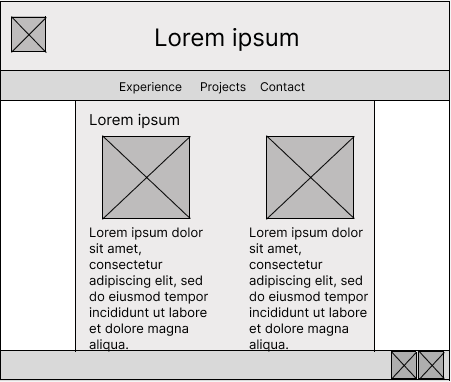 Lorem ipsum
Experience Projects Contact
Lorem ipsum
Lorem ipsum dolor
sit amet,
consectetur
adipiscing elit, sed
do eiusmod tempor
incididunt ut labore
et dolore magna
aliqua.
Lorem ipsum dolor
sit amet,
consectetur
adipiscing elit, sed
do eiusmod tempor
incididunt ut labore
et dolore magna
aliqua.